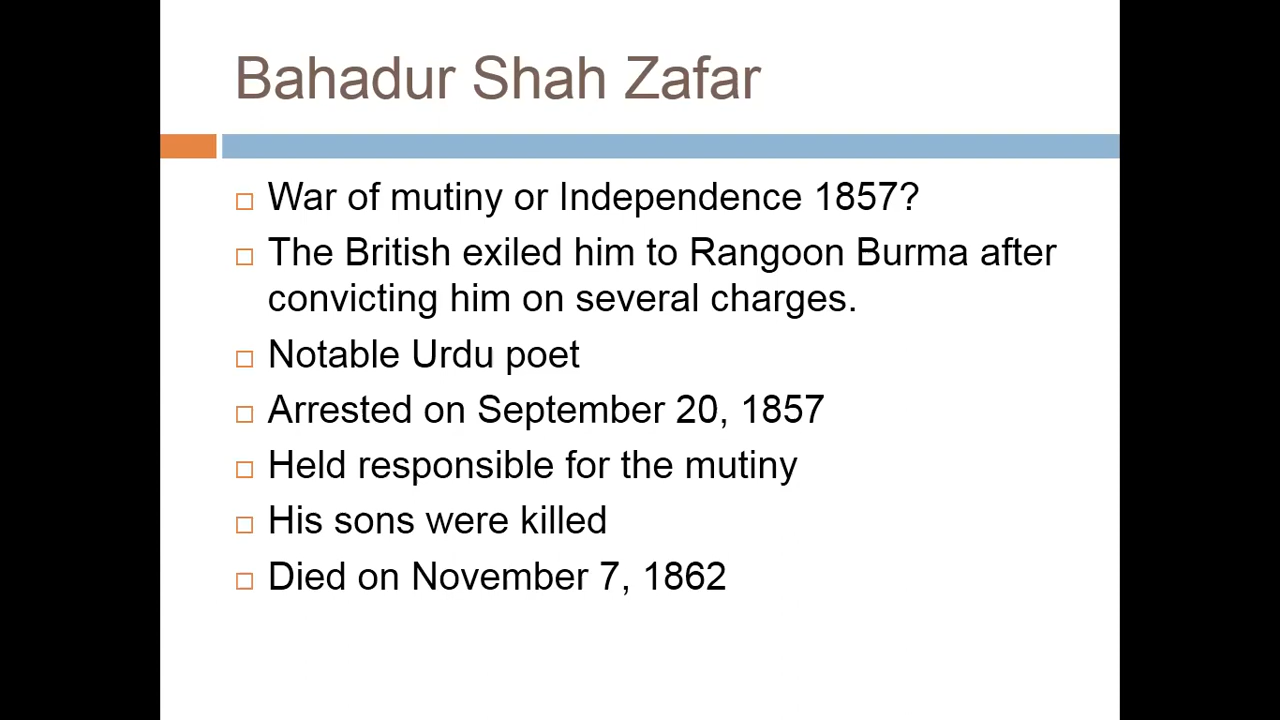 Bahadur Shah Zafar
War of mutiny or Independence 1857?
The British exiled him to Rangoon Burma after
convicting him on several charges.
Notable Urdu poet
Arrested on September 20, 1857
Held responsible for the mutiny
His sons were killed
Died on November 7, 1862